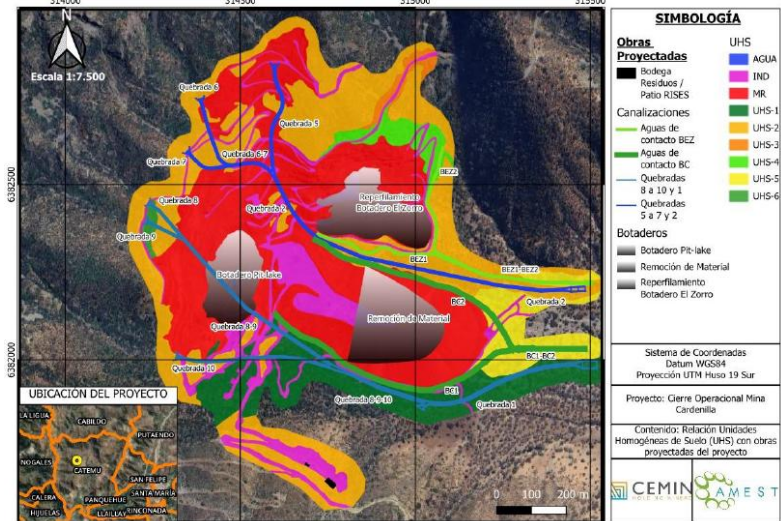 314000
314500
315000
315500
N
Escala 1:7.500
6382500
6382000
Quebrada 6
Quebrada 5
Quebrada 7
Quebrada 6-7
Quebrada 8
Quebrada 2
Quebrada 9
Reperfilamiento
Botadero El Zorro
BEZ2
BEZ1
BEZ1-BEZ2
Botadero Pit-lake
Remoción de Material
BC2
Quebrada 2
Quebrada 8-9
BC1-BC2
Quebrada 10
BC1
Quebrada 8-9-10
Quebrada 1
0 100 200 m
UBICACIÓN DEL PROYECTO
LA LIGUA
CABILDO
PUTAENDO
NOGALES
CATEMU
SAN FELIPE
SANTA MARÍA
CALERA
PANQUEHUE
HIJUELAS
LLAILLAY
RINCONADA
SIMBOLOGÍA
Obras
Proyectadas
Bodega
Residuos /
Patio RISES
Canalizaciones
Aguas de
contacto BEZ
Aguas de
contacto BC
Quebradas
8 a 10 y 1
Quebradas
5 a 7 y 2
Botaderos
Botadero Pit-lake
Remoción de Material
Reperfilamiento
Botadero El Zorro
UHS
AGUA
IND
MR
UHS-1
UHS-2
UHS-3
UHS-4
UHS-5
UHS-6
Sistema de Coordenadas
Datum WGS84
Proyección UTM Huso 19 Sur
Proyecto: Cierre Operacional Mina
Cardenilla
Contenido: Relación Unidades
Homogéneas de Suelo (UHS) con obras
proyectadas del proyecto
CEMIN
AMEST